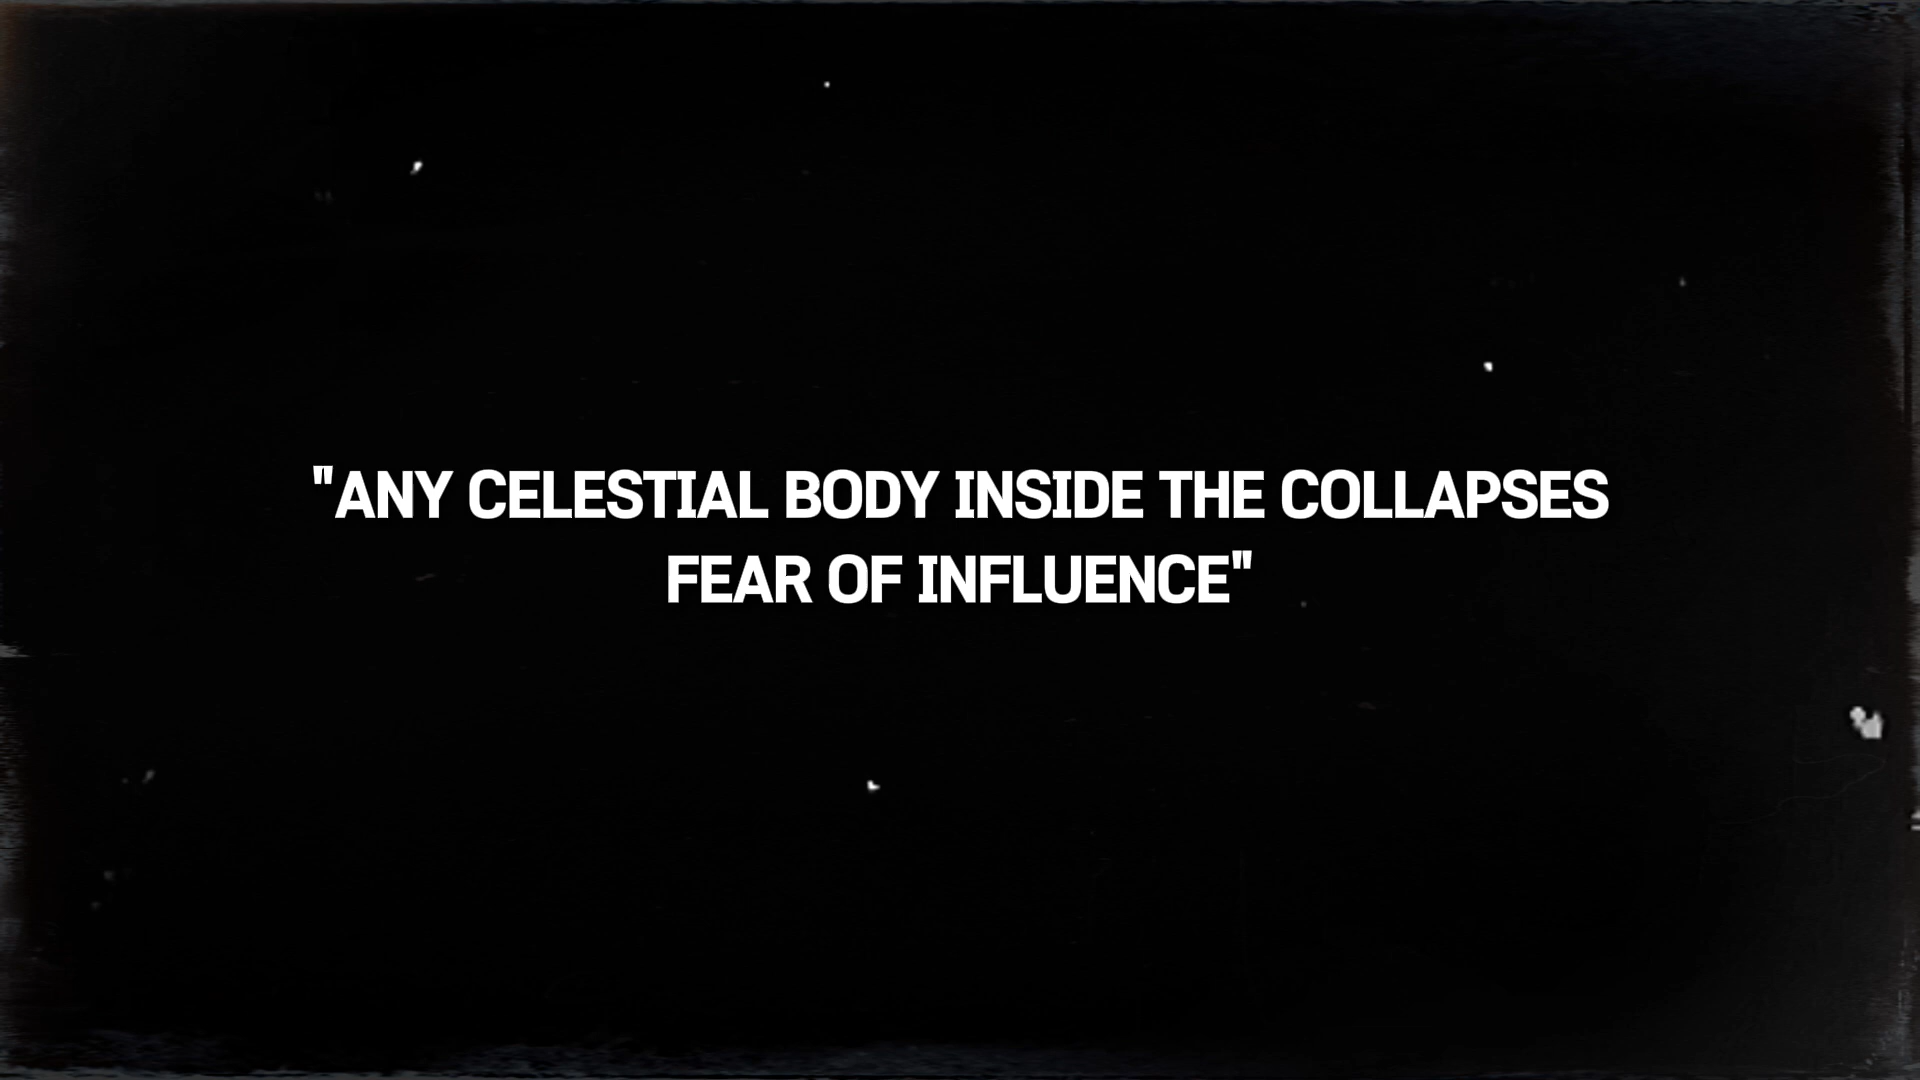 "ANY CELESTIAL BODY INSIDE THE COLLAPSES
FEAR OF INFLUENCE"